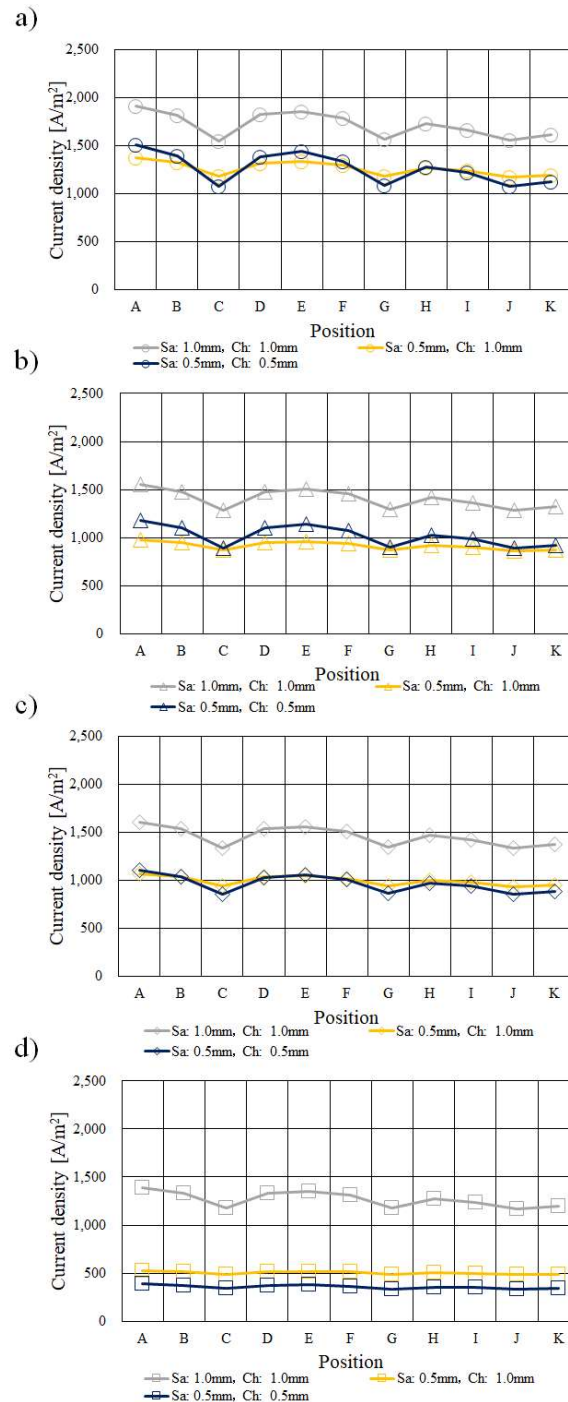 a)
2,500
2,000
1,500
1,000
500
0
Current density [A/m²]
A B C D E F G H I J K
Position
Sa: 1.0mm, Ch: 1.0mm Sa: 0.5mm, Ch: 1.0mm
Sa: 0.5mm, Ch: 0.5mm
b)
2,500
2,000
1,500
1,000
500
0
Current density [A/m²]
A B C D E F G H I J K
Position
Sa: 1.0mm, Ch: 1.0mm Sa: 0.5mm, Ch: 1.0mm
Sa: 0.5mm, Ch: 0.5mm
c)
2,500
2,000
1,500
1,000
500
0
Current density [A/m²]
A B C D E F G H I J K
Position
Sa: 1.0mm, Ch: 1.0mm Sa: 0.5mm, Ch: 1.0mm
Sa: 0.5mm, Ch: 0.5mm
d)
2,500
2,000
1,500
1,000
500
0
Current density [A/m²]
A B C D E F G H I J K
Position
Sa: 1.0mm, Ch: 1.0mm Sa: 0.5mm, Ch: 1.0mm
Sa: 0.5mm, Ch: 0.5mm